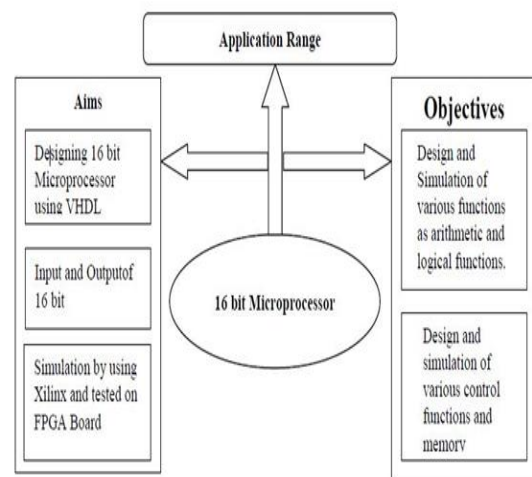 Application Range
Aims
Designing 16 bit
Microprocessor
using VHDL
Input and Outputof
16 bit
Simulation by using
Xilinx and tested on
FPGA Board
16 bit Microprocessor
Objectives
Design and
Simulation of
various functions
as arithmetic and
logical functions.
Design and
simulation of
various control
functions and
memory